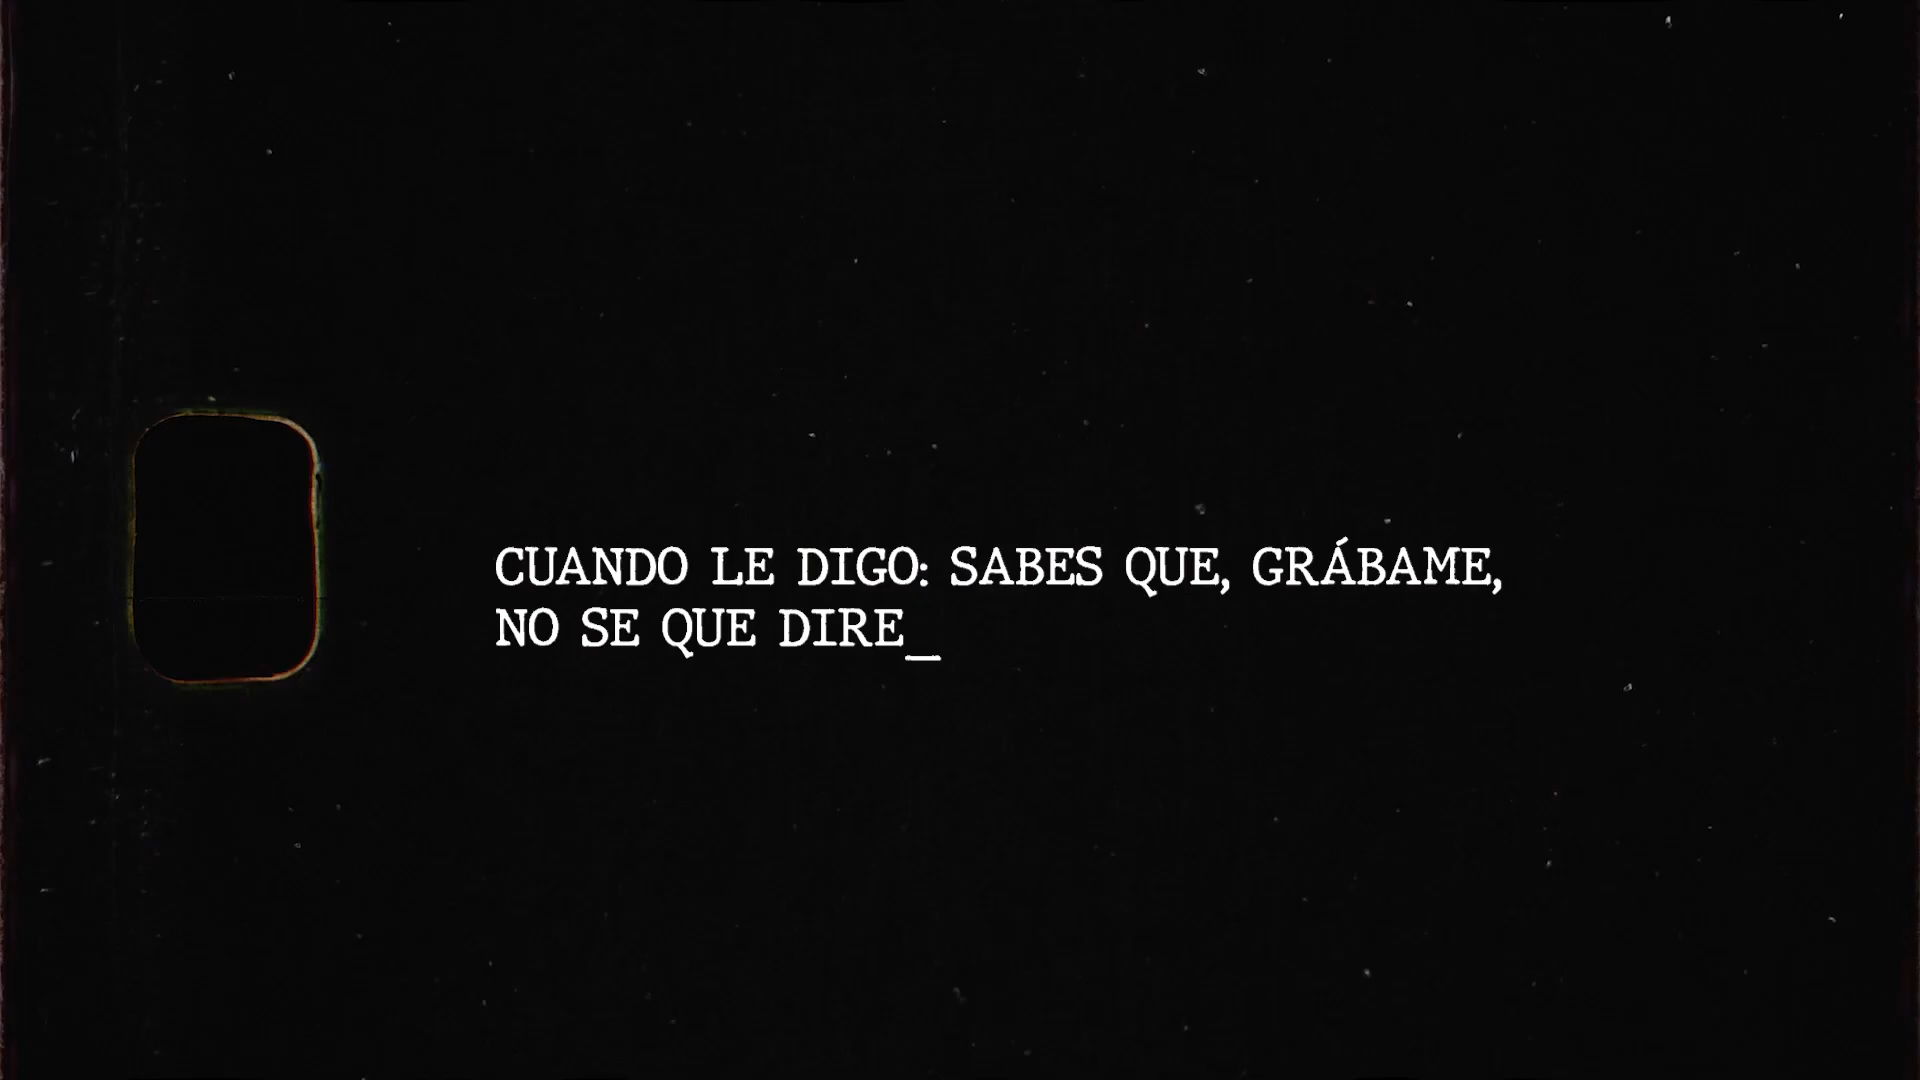 CUANDO LE DIGO: SABES QUE, GRÁBAME,
NO SE QUE DIRE_